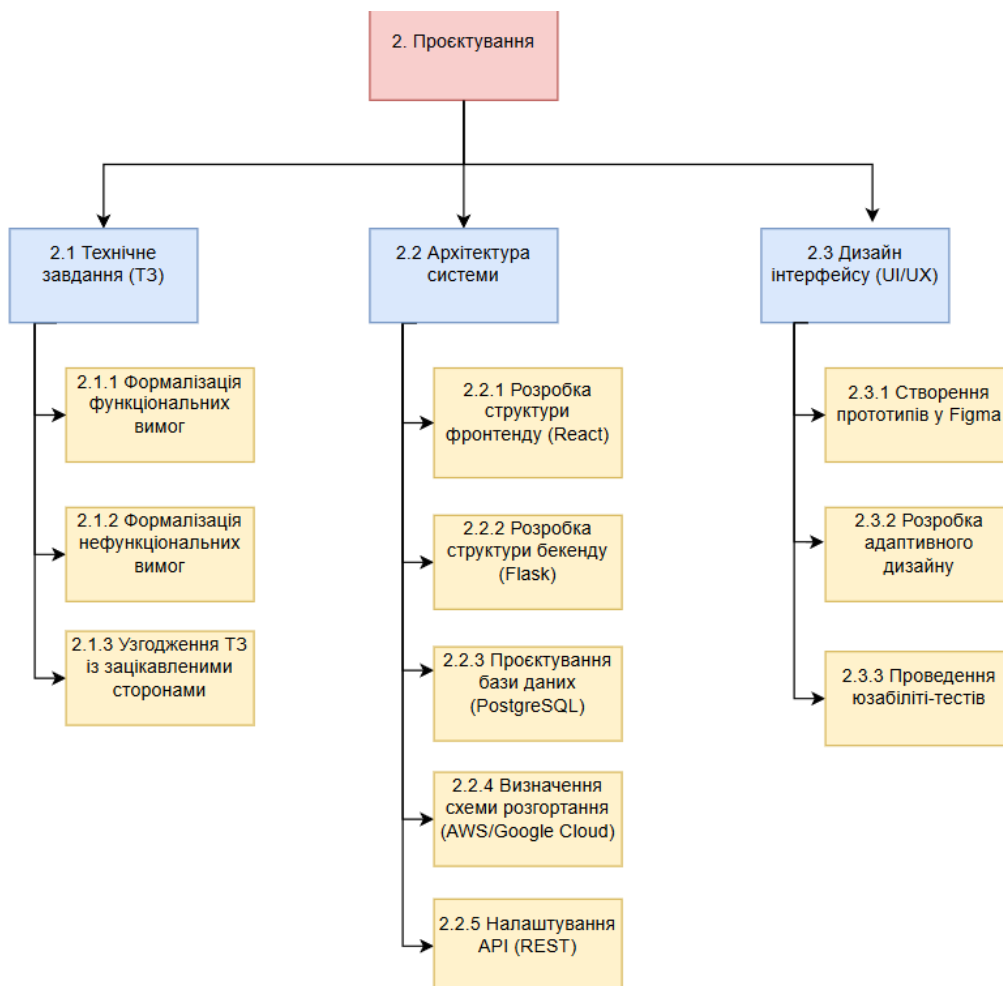 2. Проєктування
2.1 Технічне
завдання (ТЗ)
2.1.1 Формалізація
функціональних
вимог
2.1.2 Формалізація
нефункціональних
вимог
2.1.3 Узгодження ТЗ
із зацікавленими
сторонами
2.2 Архітектура
системи
2.2.1 Розробка
структури
фронтенду (React)
2.2.2 Розробка
структури бекенду
(Flask)
2.2.3 Проєктування
бази даних
(PostgreSQL)
2.2.4 Визначення
схеми розгортання
(AWS/Google Cloud)
2.2.5 Налаштування
API (REST)
2.3 Дизайн
інтерфейсу (UI/UX)
2.3.1 Створення
прототипів у Figma
2.3.2 Розробка
адаптивного
дизайну
2.3.3 Проведення
юзабіліті-тестів